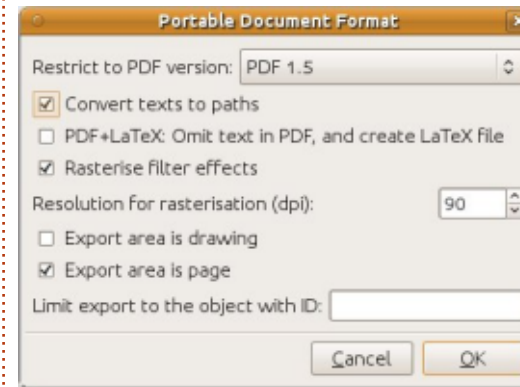 Portable Document Format
Restrict to PDF version: PDF 1.5
Convert texts to paths
PDF+LaTeX: Omit text in PDF, and create LaTeX file
Rasterise filter effects
Resolution for rasterisation (dpi): 90
Export area is drawing
Export area is page
Limit export to the object with ID:
Cancel OK